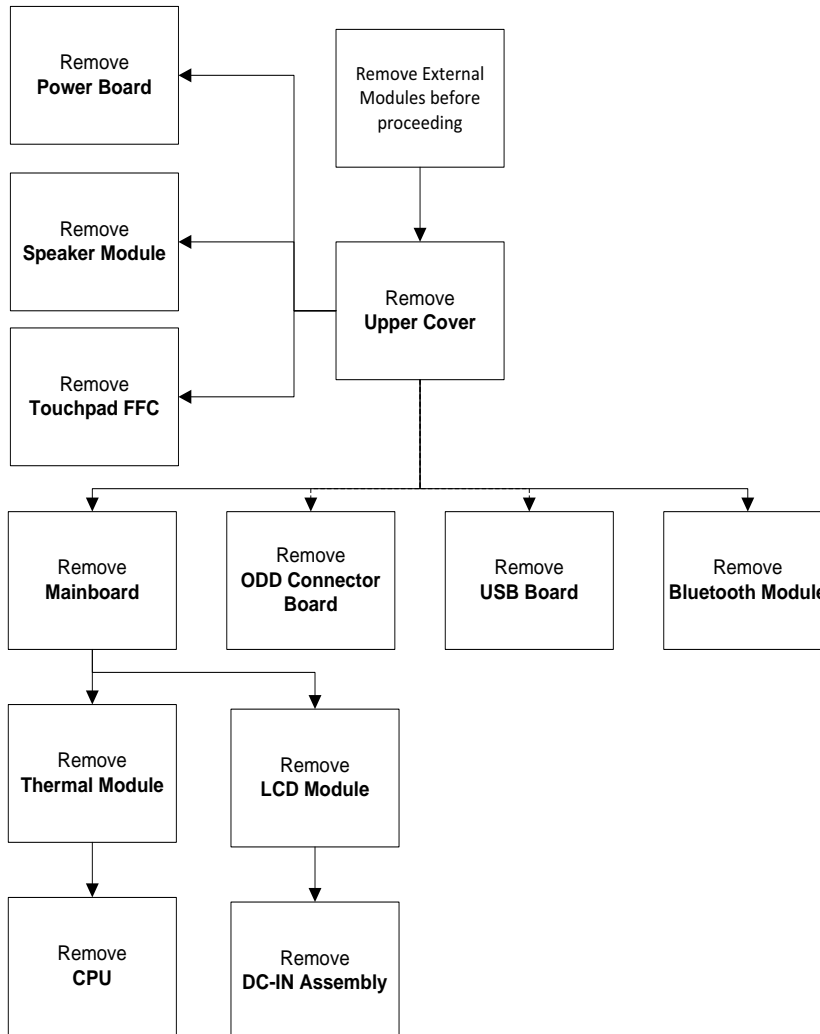 Remove
Power Board
Remove External
Modules before
proceeding
Remove
Speaker Module
Remove
Upper Cover
Remove
Touchpad FFC
Remove
Mainboard
Remove
ODD Connector
Board
Remove
USB Board
Remove
Bluetooth Module
Remove
Thermal Module
Remove
LCD Module
Remove
CPU
Remove
DC-IN Assembly